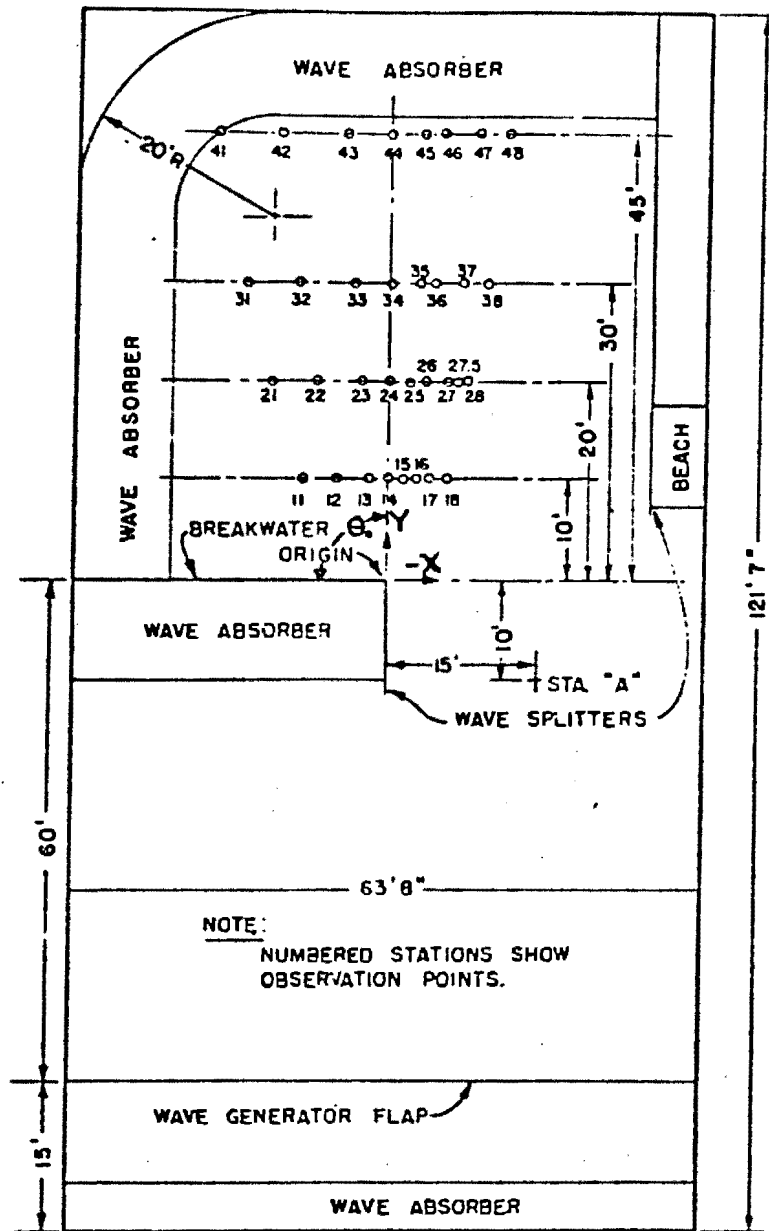 WAVE ABSORBER
41 42 43 44 45 46 47 48
20'R
45'
35 37
31 32 33 34 36 38
30'
WAVE ABSORBER
26 27.5
21 22 23 24 25 27 28
20'
BEACH
15 16
11 12 13 14 17 18
10'
BREAKWATER
θ.
Y
ORIGIN
-X
121' 7"
WAVE ABSORBER
10'
15'
STA. "A"
WAVE SPLITTERS
60'
63'8"
NOTE:
NUMBERED STATIONS SHOW
OBSERVATION POINTS.
WAVE GENERATOR FLAP
15'
WAVE ABSORBER